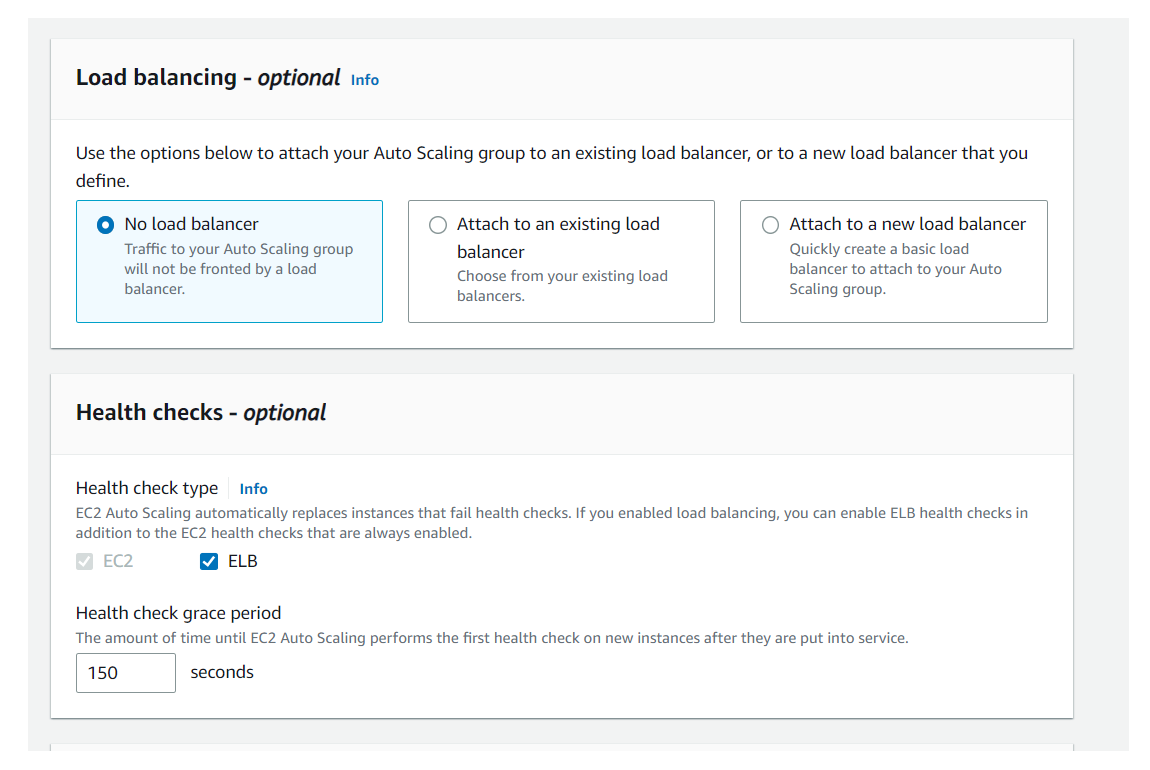 Load balancing - optional Info
Use the options below to attach your Auto Scaling group to an existing load balancer, or to a new load balancer that you
define.
No load balancer
Traffic to your Auto Scaling group
will not be fronted by a load
balancer.
Attach to an existing load
balancer
Choose from your existing load
balancers.
Attach to a new load balancer
Quickly create a basic load
balancer to attach to your Auto
Scaling group.
Health checks - optional
Health check type Info
EC2 Auto Scaling automatically replaces instances that fail health checks. If you enabled load balancing, you can enable ELB health checks in
addition to the EC2 health checks that are always enabled.
EC2 ELB
Health check grace period
The amount of time until EC2 Auto Scaling performs the first health check on new instances after they are put into service.
150 seconds